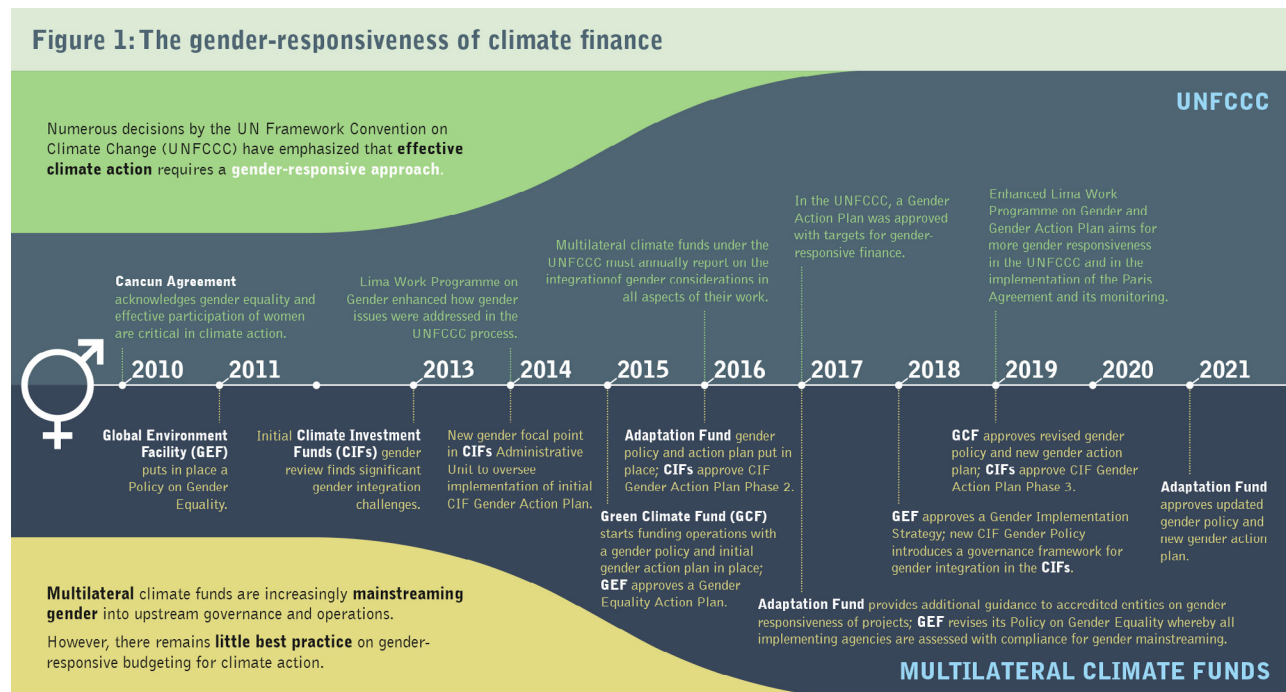 Figure 1: The gender-responsiveness of climate finance
UNFCCC
Numerous decisions by the UN Framework Convention on
Climate Change (UNFCCC) have emphasized that effective
climate action requires a gender-responsive approach.
Cancun Agreement
acknowledges gender equality and
effective participation of women
are critical in climate action.
Lima Work Programme on
Gender enhanced how gender
issues were addressed in the
UNFCCC process.
Multilateral climate funds under the
UNFCCC must annually report on the
integrationof gender considerations in
all aspects of their work.
In the UNFCCC, a Gender
Action Plan was approved
with targets for gender-
responsive finance.
Enhanced Lima Work
Programme on Gender and
Gender Action Plan aims for
more gender responsiveness
in the UNFCCC and in the
implementation of the Paris
Agreement and its monitoring.
2010
2011
2013
2014
2015
2016
2017
2018
2019
2020
2021
Global Environment
Facility (GEF)
puts in place a
Policy on Gender
Equality.
Initial Climate Investment
Funds (CIFs) gender
review finds significant
gender integration
challenges.
New gender focal point
in CIFs Administrative
Unit to oversee
implementation of initial
CIF Gender Action Plan.
Green Climate Fund (GCF)
starts funding operations with
a gender policy and initial
gender action plan in place;
GEF approves a Gender
Equality Action Plan.
Adaptation Fund gender
policy and action plan put in
place; CIFs approve CIF
Gender Action Plan Phase 2.
Adaptation Fund provides additional guidance to accredited entities on gender
responsiveness of projects; GEF revises its Policy on Gender Equality whereby all
implementing agencies are assessed with compliance for gender mainstreaming.
GEF approves a Gender Implementation
Strategy; new CIF Gender Policy
introduces a governance framework for
gender integration in the CIFs.
GCF approves revised gender
policy and new gender action
plan; CIFs approve CIF Gender
Action Plan Phase 3.
Adaptation Fund
approves updated
gender policy and
new gender action
plan.
Multilateral climate funds are increasingly mainstreaming
gender into upstream governance and operations.
However, there remains little best practice on gender-
responsive budgeting for climate action.
MULTILATERAL CLIMATE FUNDS